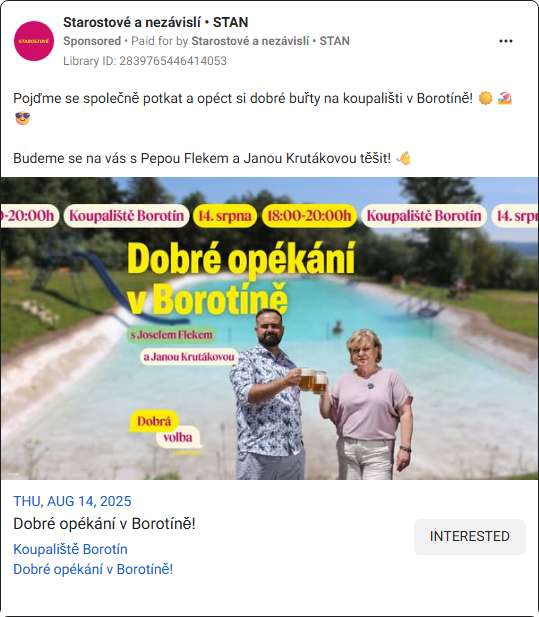 Starostové a nezávislí • STAN
Sponsored • Paid for by Starostové a nezávislí • STAN
Library ID: 2839765446414053
STAROSTOVÉ
Pojďme se společně potkat a opéct si dobré buřty na koupališti v Borotíně! 🌞 🏖️
😎
Budeme se na vás s Pepou Flekem a Janou Krutákovou těšit! 👋
0-20:00h Koupaliště Borotín 14. srpna 18:00-20:00h Koupaliště Borotín 14. srp
Dobré opékání
v Borotíně
s Josefem Flekem
a Janou Krutákovou
Dobrá
volba
THU, AUG 14, 2025
Dobré opékání v Borotíně!
Koupaliště Borotín
Dobré opékání v Borotíně!
INTERESTED